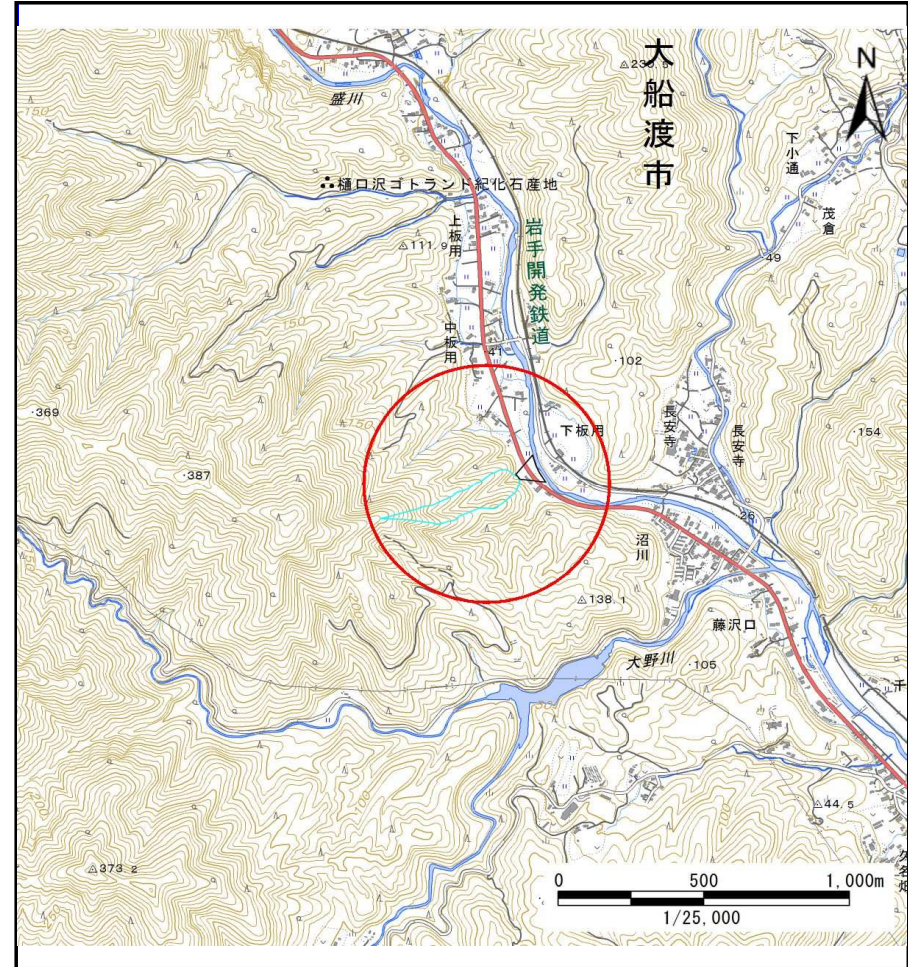 大船渡市
N
△230.5
盛川
下小通
樋口沢ゴトランド紀化石産地
茂倉
上板用
岩手開発鉄道
△111.9
49
150
中板用
41
・102
・369
下板用
長安寺
長安寺
・154
・387
26
沼川
△138.1
藤沢口
大野川
・105
千
△44.5
△373.2
0 500 1,000m
1/25,000